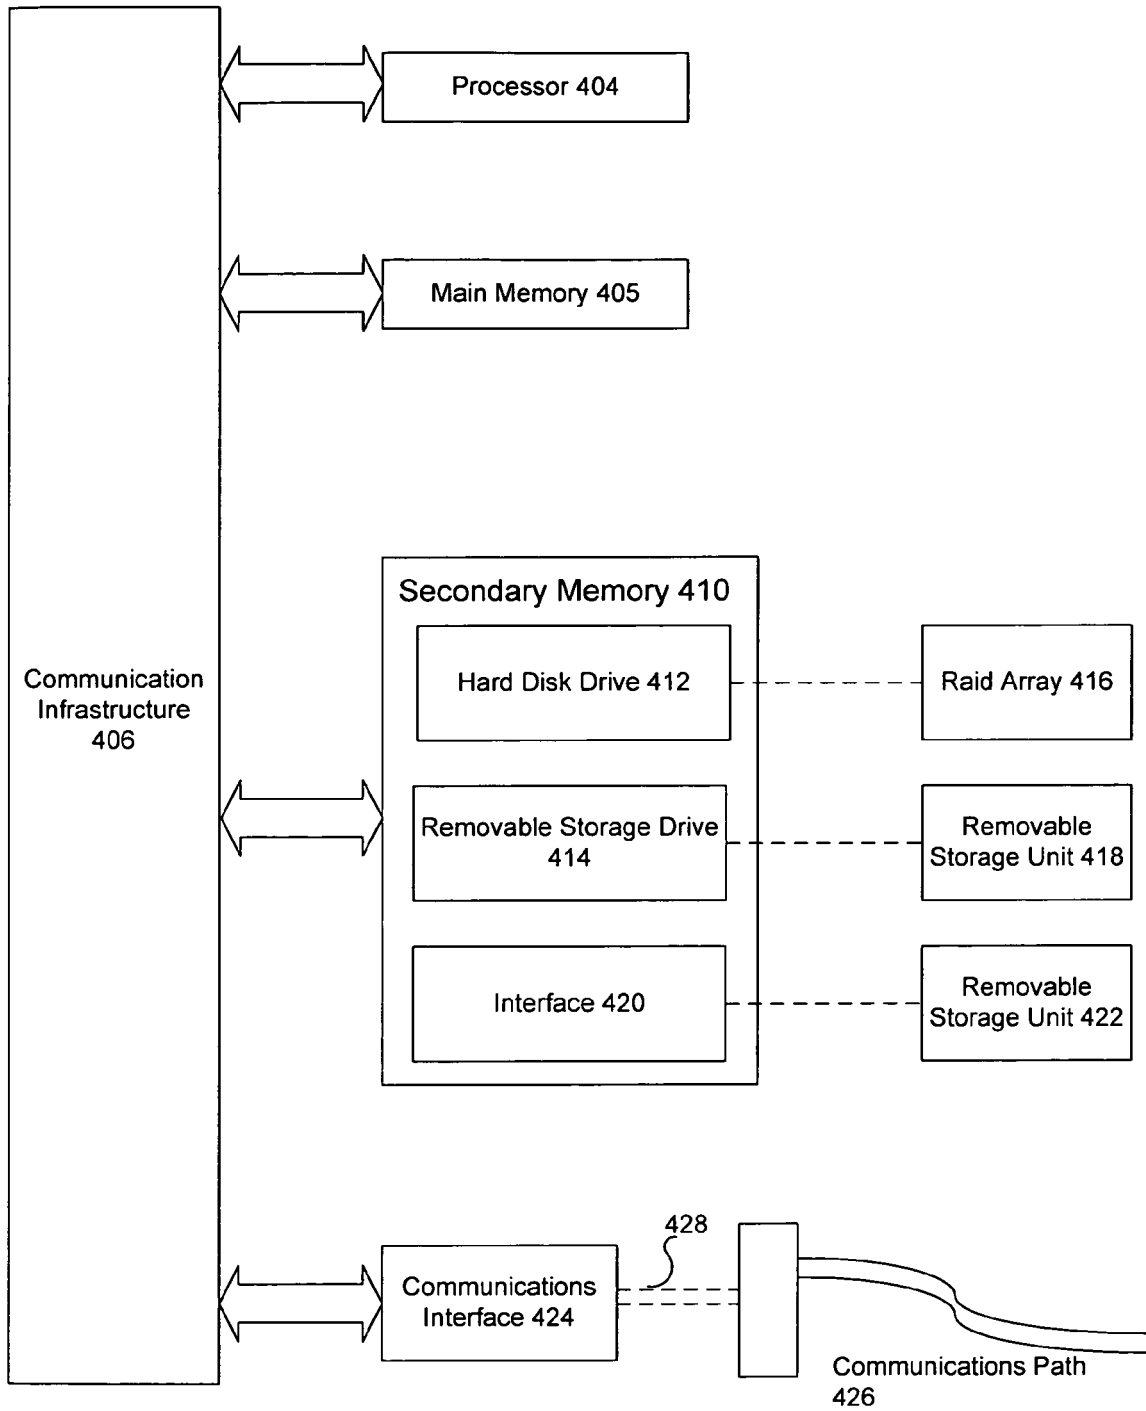 Processor 404
Main Memory 405
Communication
Infrastructure
406
Secondary Memory 410
Hard Disk Drive 412
Raid Array 416
Removable Storage Drive
414
Removable
Storage Unit 418
Interface 420
Removable
Storage Unit 422
428
Communications
Interface 424
Communications Path
426